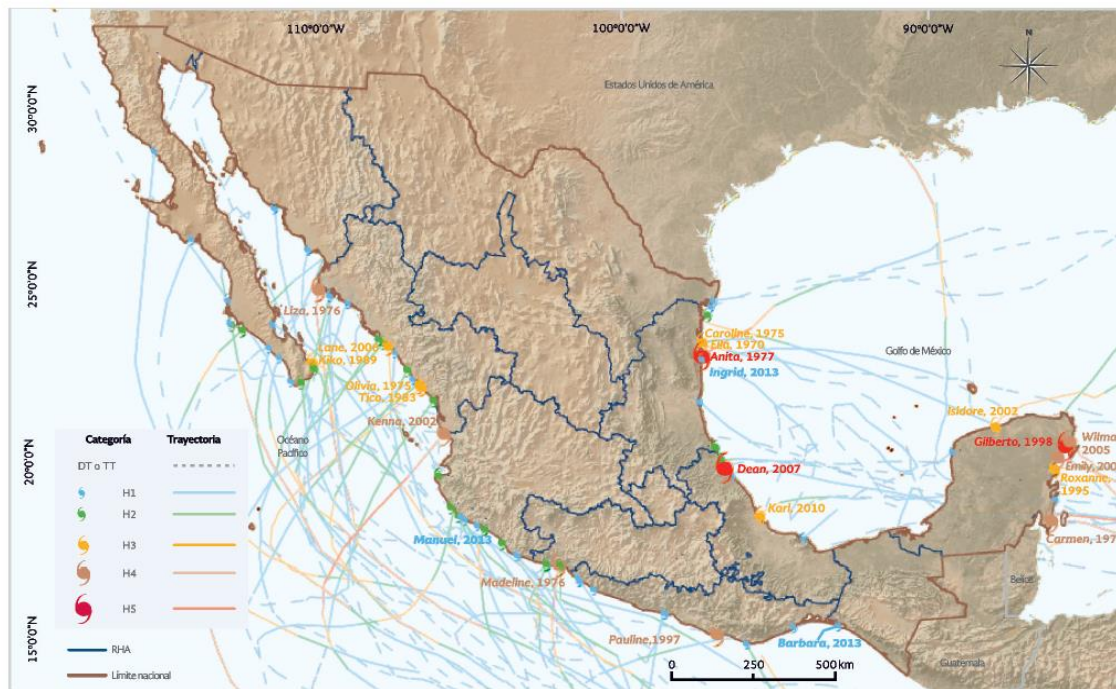 110°0'0"W
100°0'0"W
90°0'0"W
N
Estados Unidos de América
30°0'0"N
25°0'0"N
20°0'0"N
15°0'0"N
Liza, 1976
Caroline, 1975
Ella, 1970
Anita, 1977
Ingrid, 2013
Golfo de México
Lane, 2006
Kiko, 1989
Olivia, 1975
Tico, 1983
Kenna, 2002
Isidore, 2002
Gilberto, 1998
Wilma
2005
Emily, 200
Roxanne,
1995
Carmen, 197
Dean, 2007
Karl, 2010
Océano
Pacífico
Manuel, 2013
Madeline, 1976
Pauline,1997
Barbara, 2013
Belice
Guatemala
Categoría Trayectoria
DT o TT
H1
H2
H3
H4
H5
RHA
Límite nacional
0 250 500 km